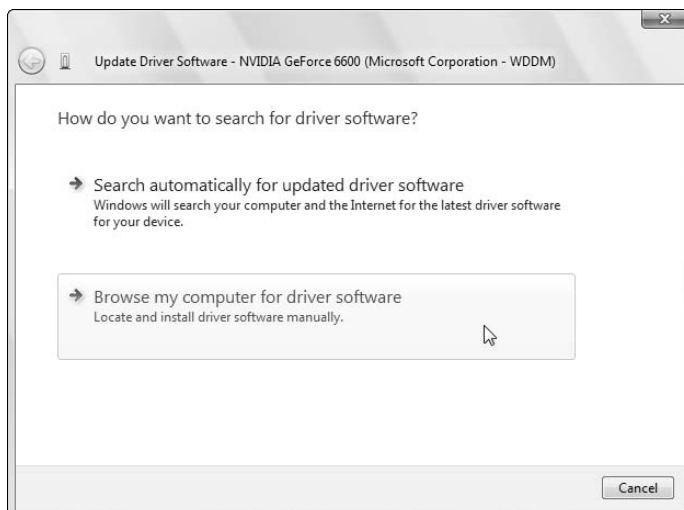 Update Driver Software - NVIDIA GeForce 6600 (Microsoft Corporation - WDDM)
How do you want to search for driver software?
Search automatically for updated driver software
Windows will search your computer and the Internet for the latest driver software
for your device.
Browse my computer for driver software
Locate and install driver software manually.
Cancel